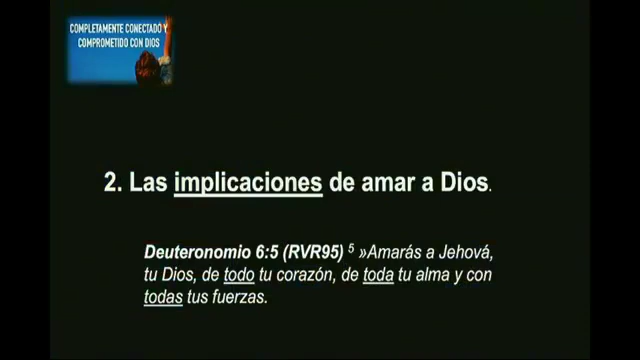 COMPLETAMENTE CONECTADO Y
COMPROMETIDO CON DIOS
2. Las implicaciones de amar a Dios.
Deuteronomio 6:5 (RVR95) ⁵ »Amarás a Jehová,
tu Dios, de todo tu corazón, de toda tu alma y con
todas tus fuerzas.